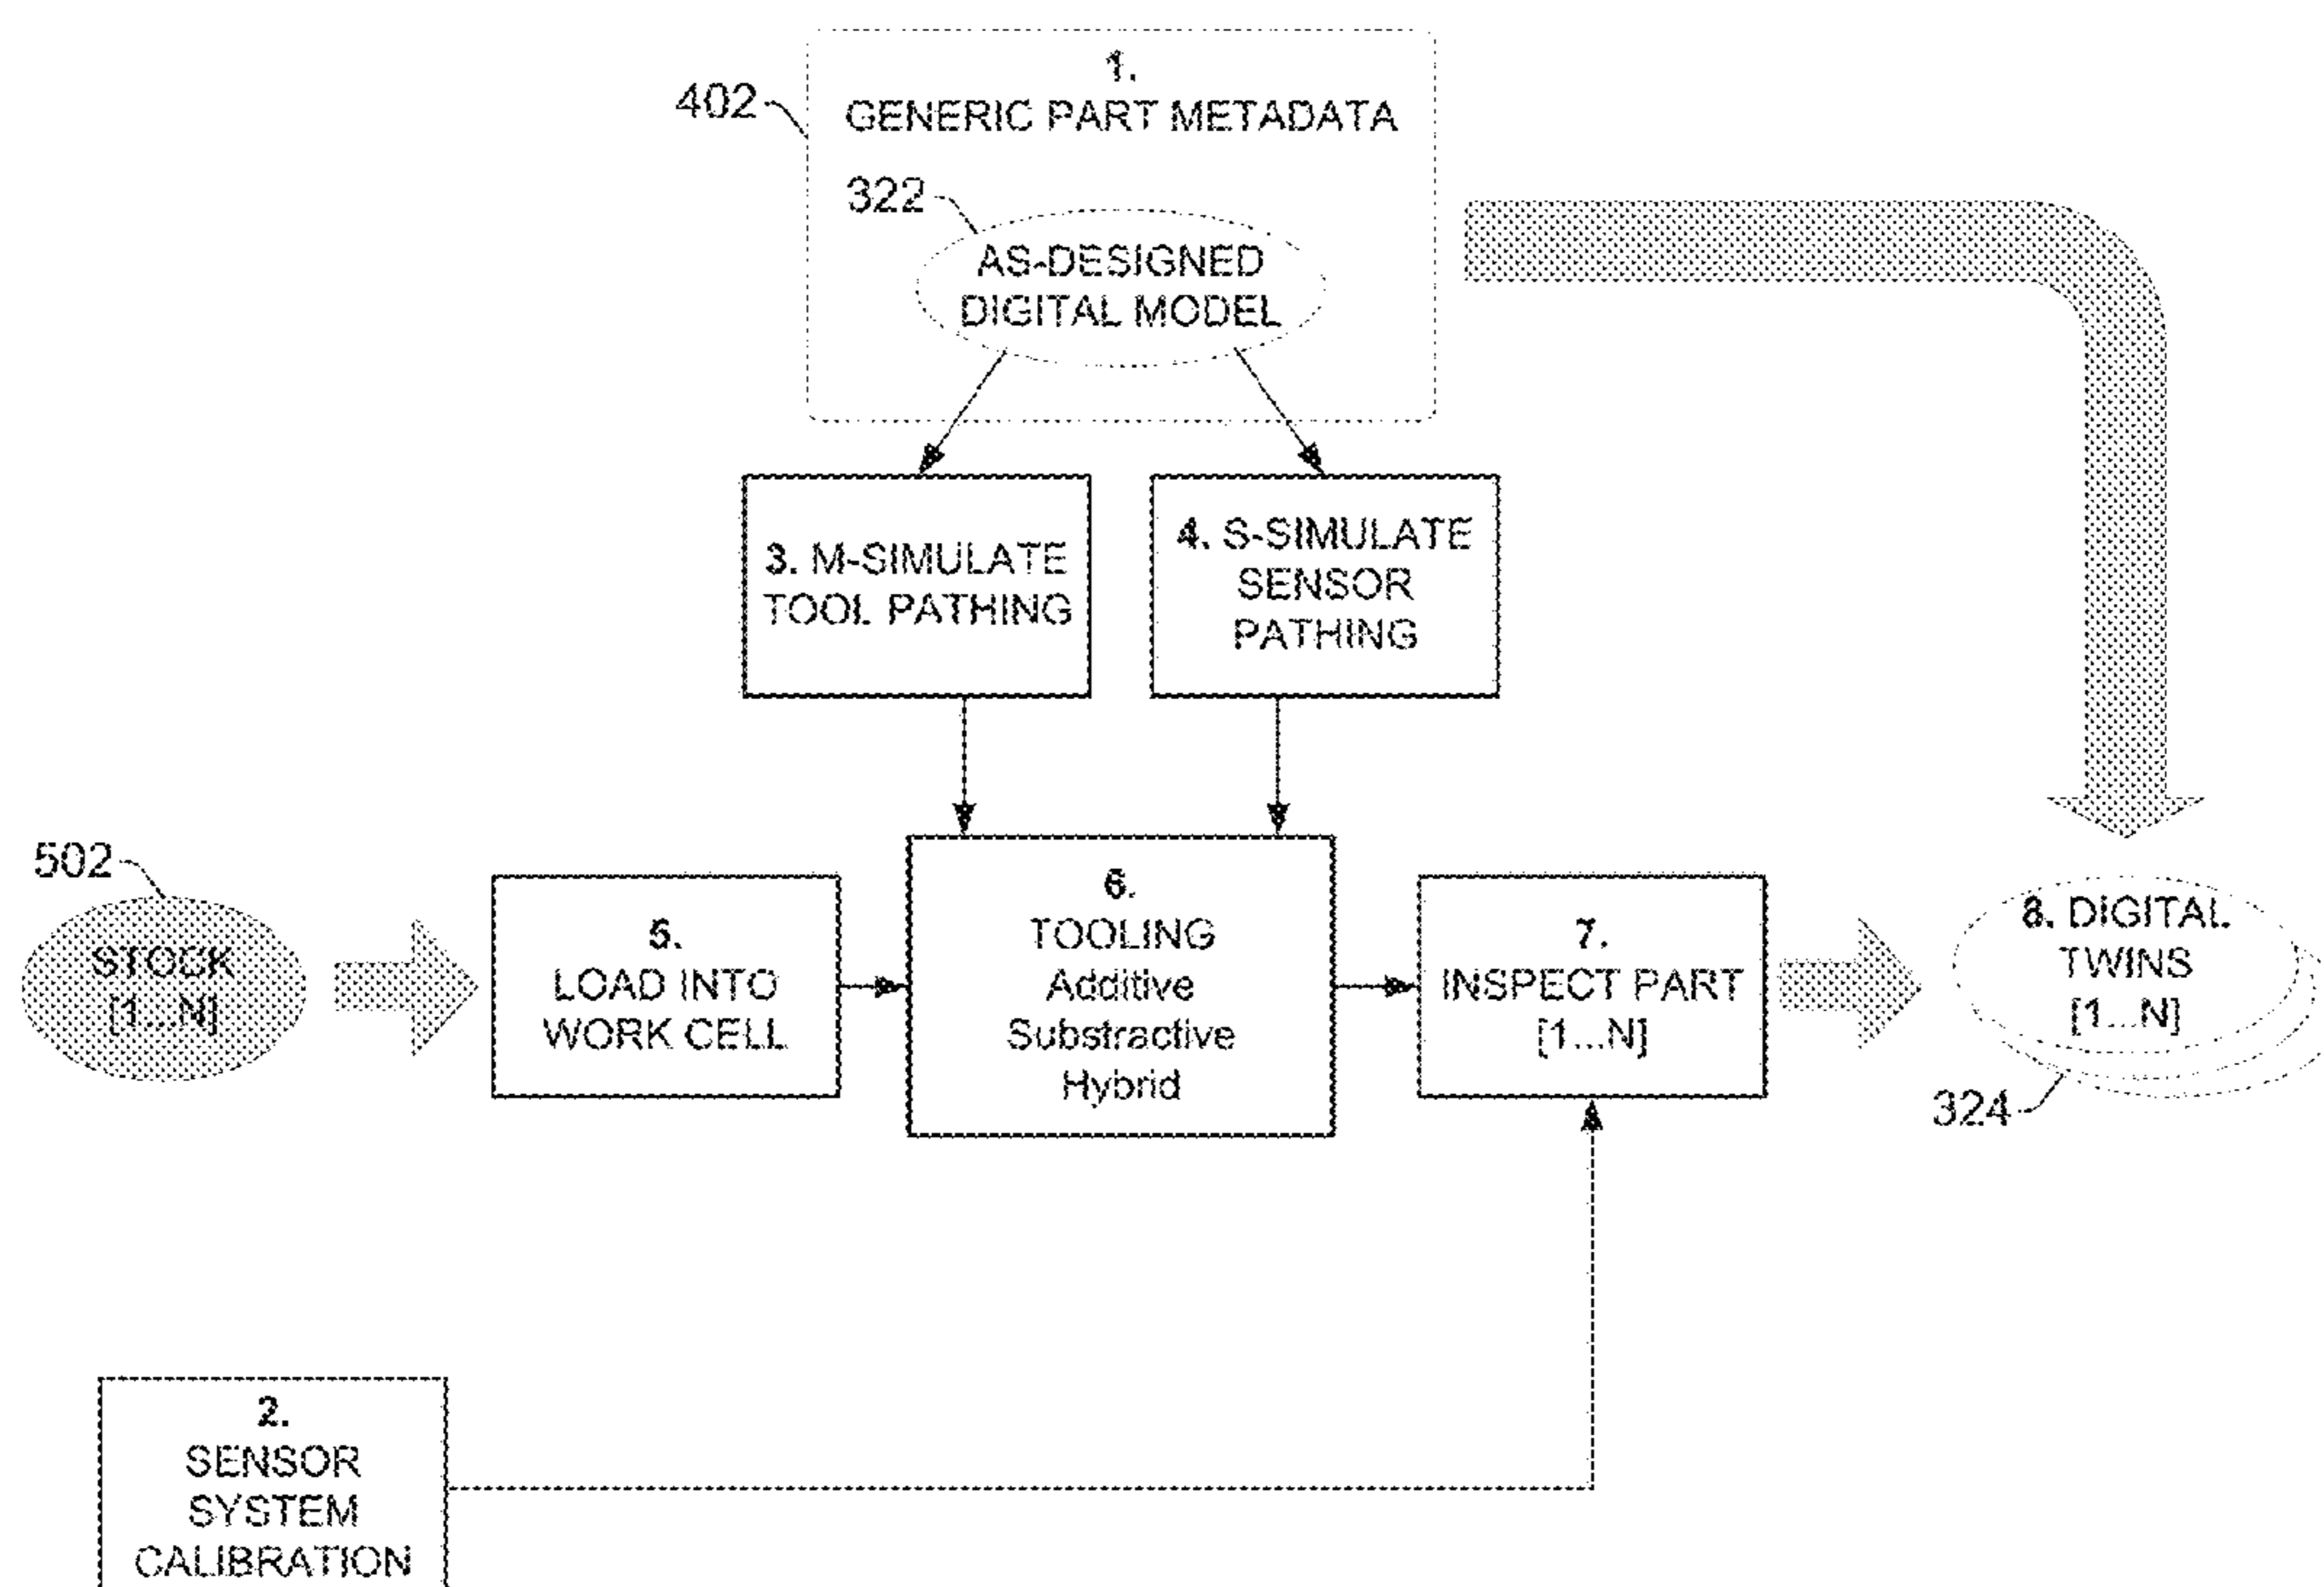 1.
402
GENERIC PART METADATA
322
AS-DESIGNED
DIGITAL MODEL
3. M-SIMULATE
TOOL PATHING
4. S-SIMULATE
SENSOR
PATHING
502
STOCK
[1...N]
5.
LOAD INTO
WORK CELL
6.
TOOLING
Additive
Substractive
Hybrid
7.
INSPECT PART
[1...N]
8. DIGITAL
TWINS
[1...N]
324
2.
SENSOR
SYSTEM
CALIBRATION